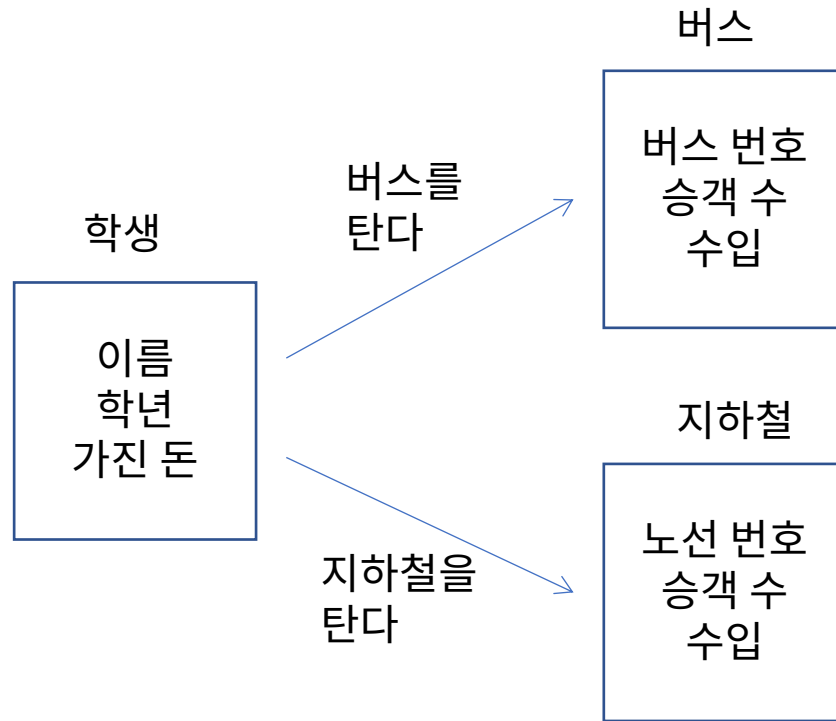 학생
이름
학년
가진 돈
버스를
탄다
버스
버스 번호
승객 수
수입
지하철을
탄다
지하철
노선 번호
승객 수
수입